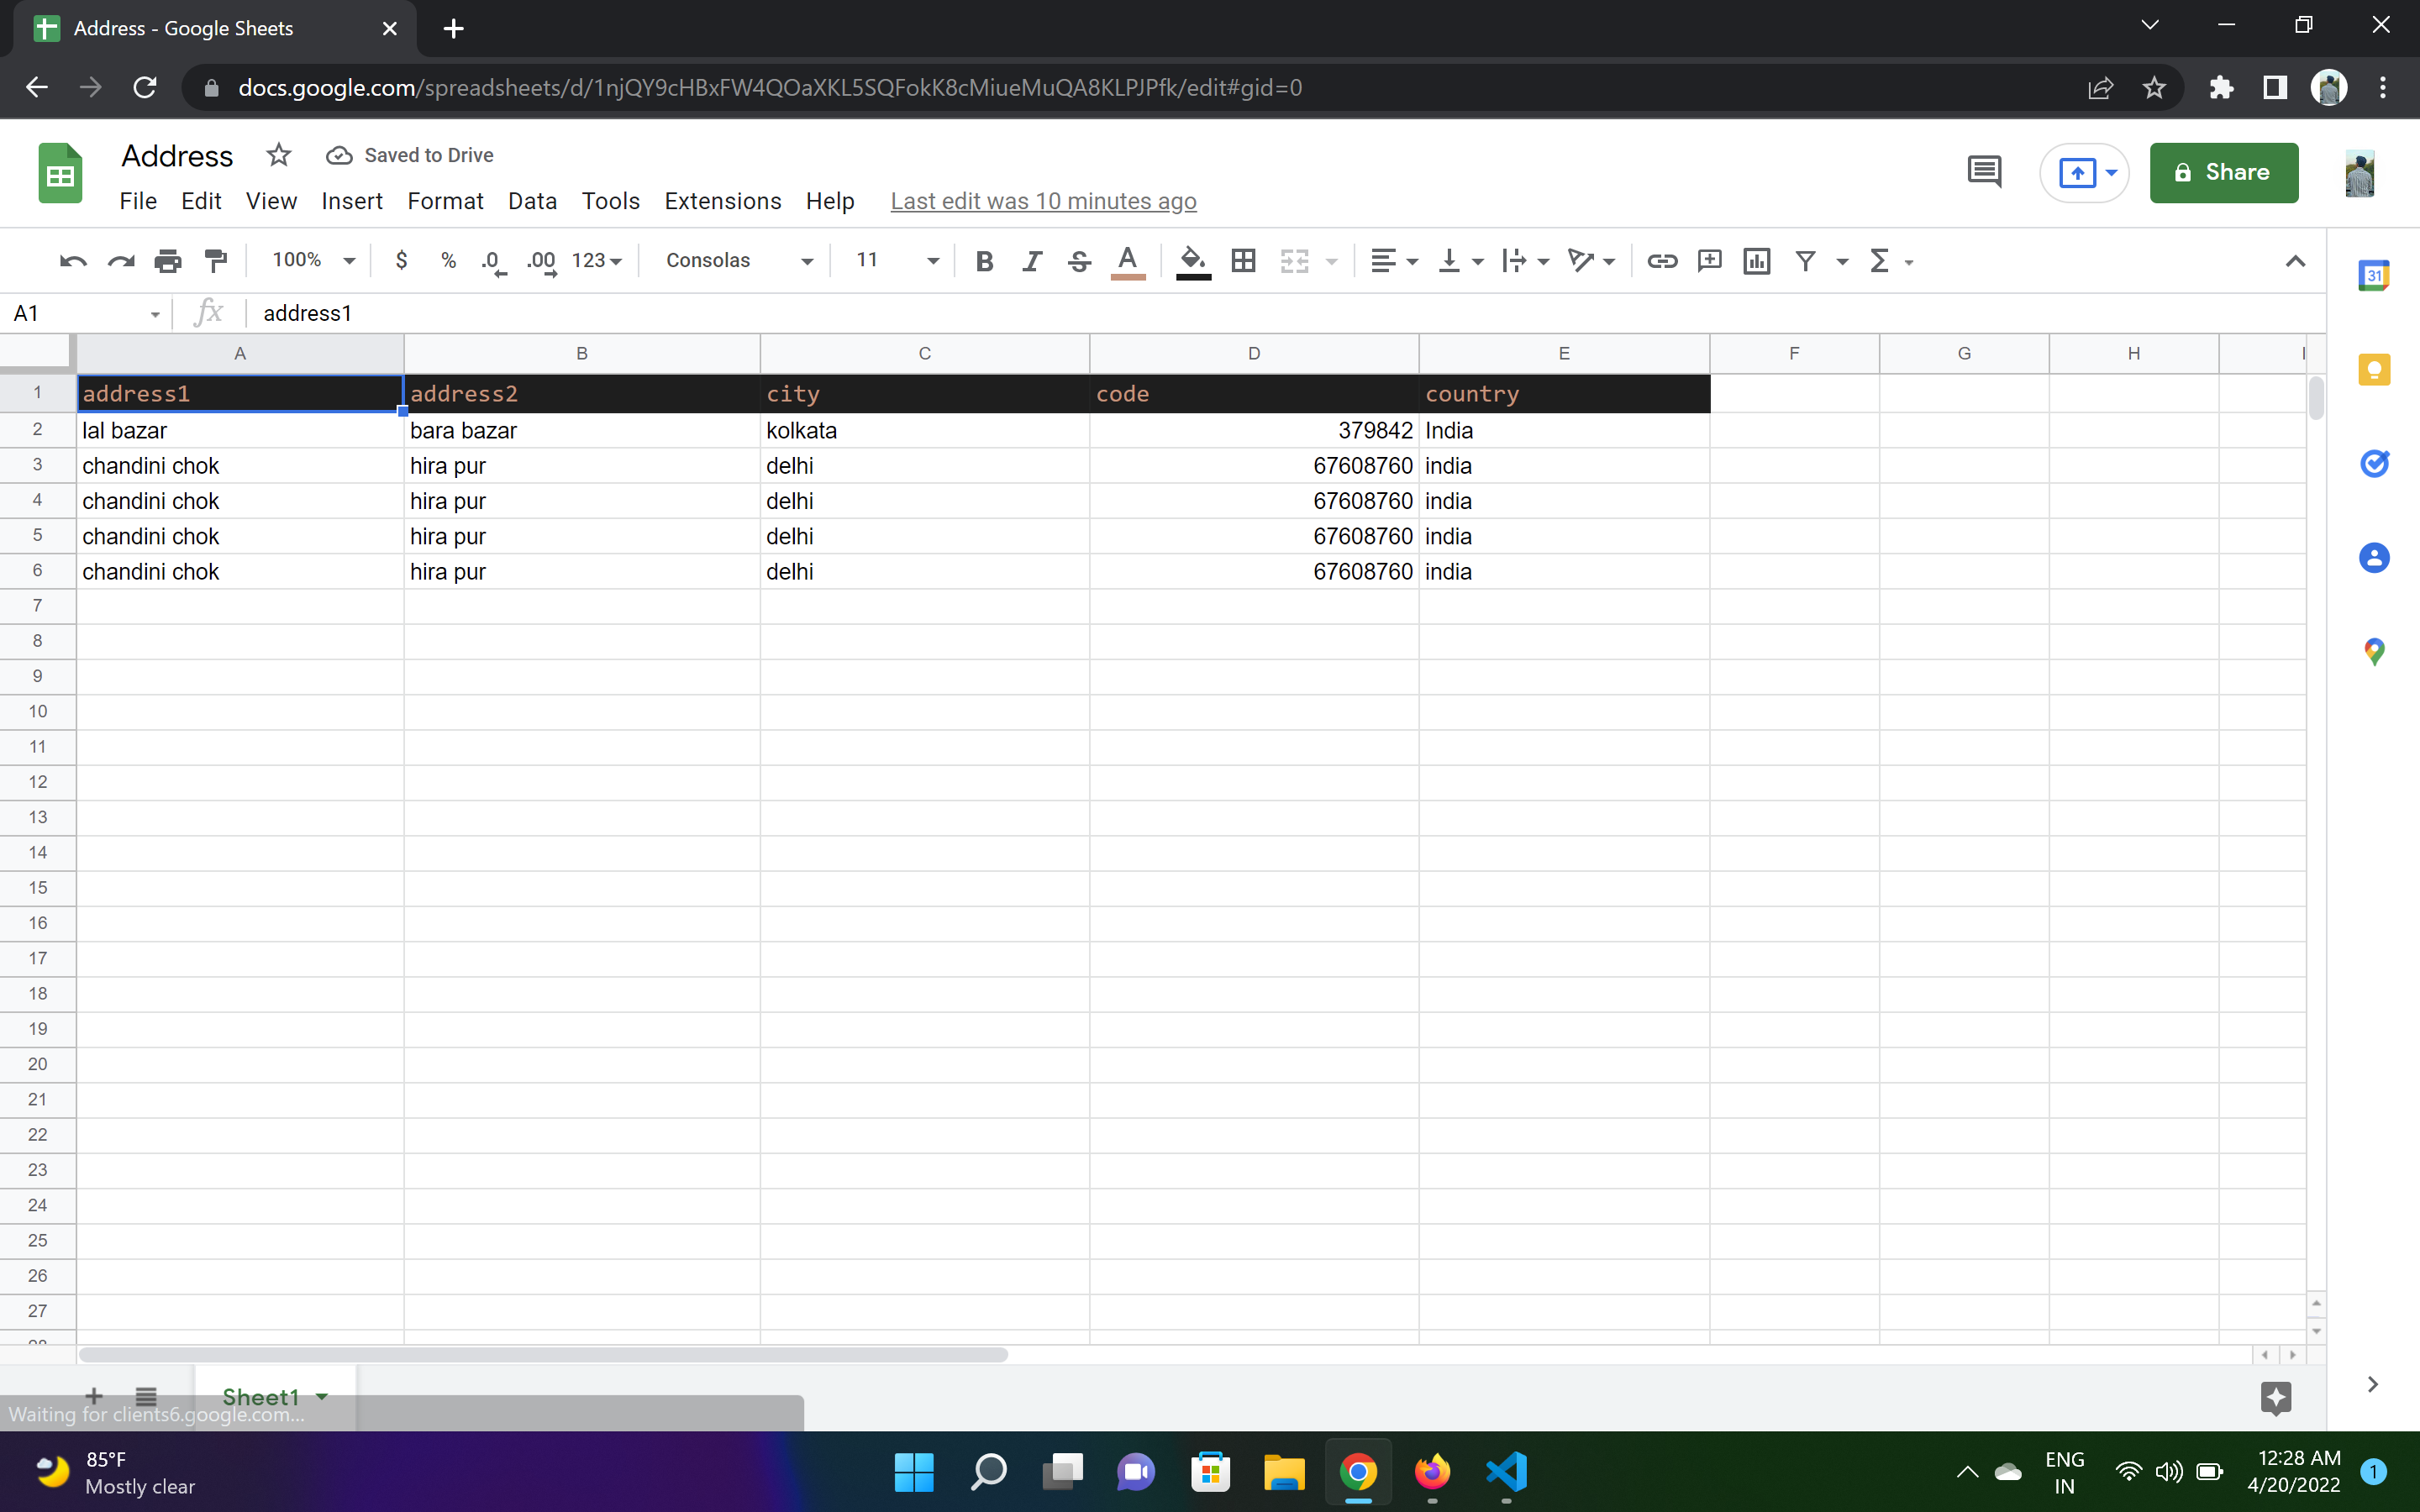 Address - Google Sheets
docs.google.com/spreadsheets/d/1njQY9cHBxFW4QOaXKL5SQFokK8cMiueMuQA8KLPJPfk/edit#gid=0
Address Saved to Drive
File Edit View Insert Format Data Tools Extensions Help Last edit was 10 minutes ago
Share
100% $ % .0 .00 123 Consolas 11 B I S A Σ
31
A1 fx address1
A B C D E F G H I
1 address1 address2 city code country
2 lal bazar bara bazar kolkata 379842 India
3 chandini chok hira pur delhi 67608760 india
4 chandini chok hira pur delhi 67608760 india
5 chandini chok hira pur delhi 67608760 india
6 chandini chok hira pur delhi 67608760 india
7
8
9
10
11
12
13
14
15
16
17
18
19
20
21
22
23
24
25
26
27
28
Sheet1
Waiting for clients6.google.com...
85°F
Mostly clear
ENG
IN
12:28 AM
4/20/2022
1